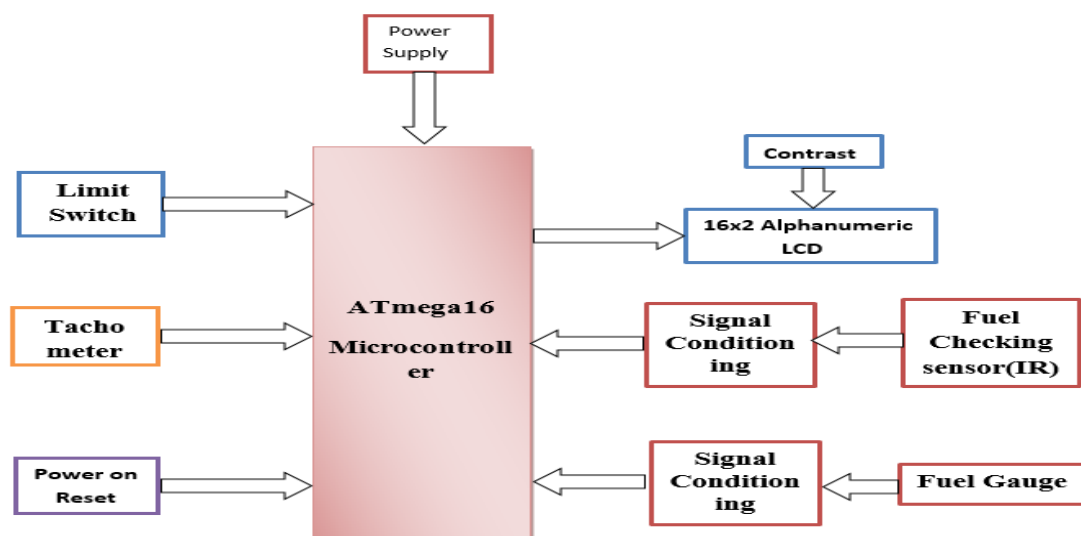 Power
Supply
Contrast
Limit
Switch
16x2 Alphanumeric
LCD
ATmega16
Microcontroll
er
Tacho
meter
Signal
Condition
ing
Fuel
Checking
sensor(IR)
Power on
Reset
Signal
Condition
ing
Fuel Gauge